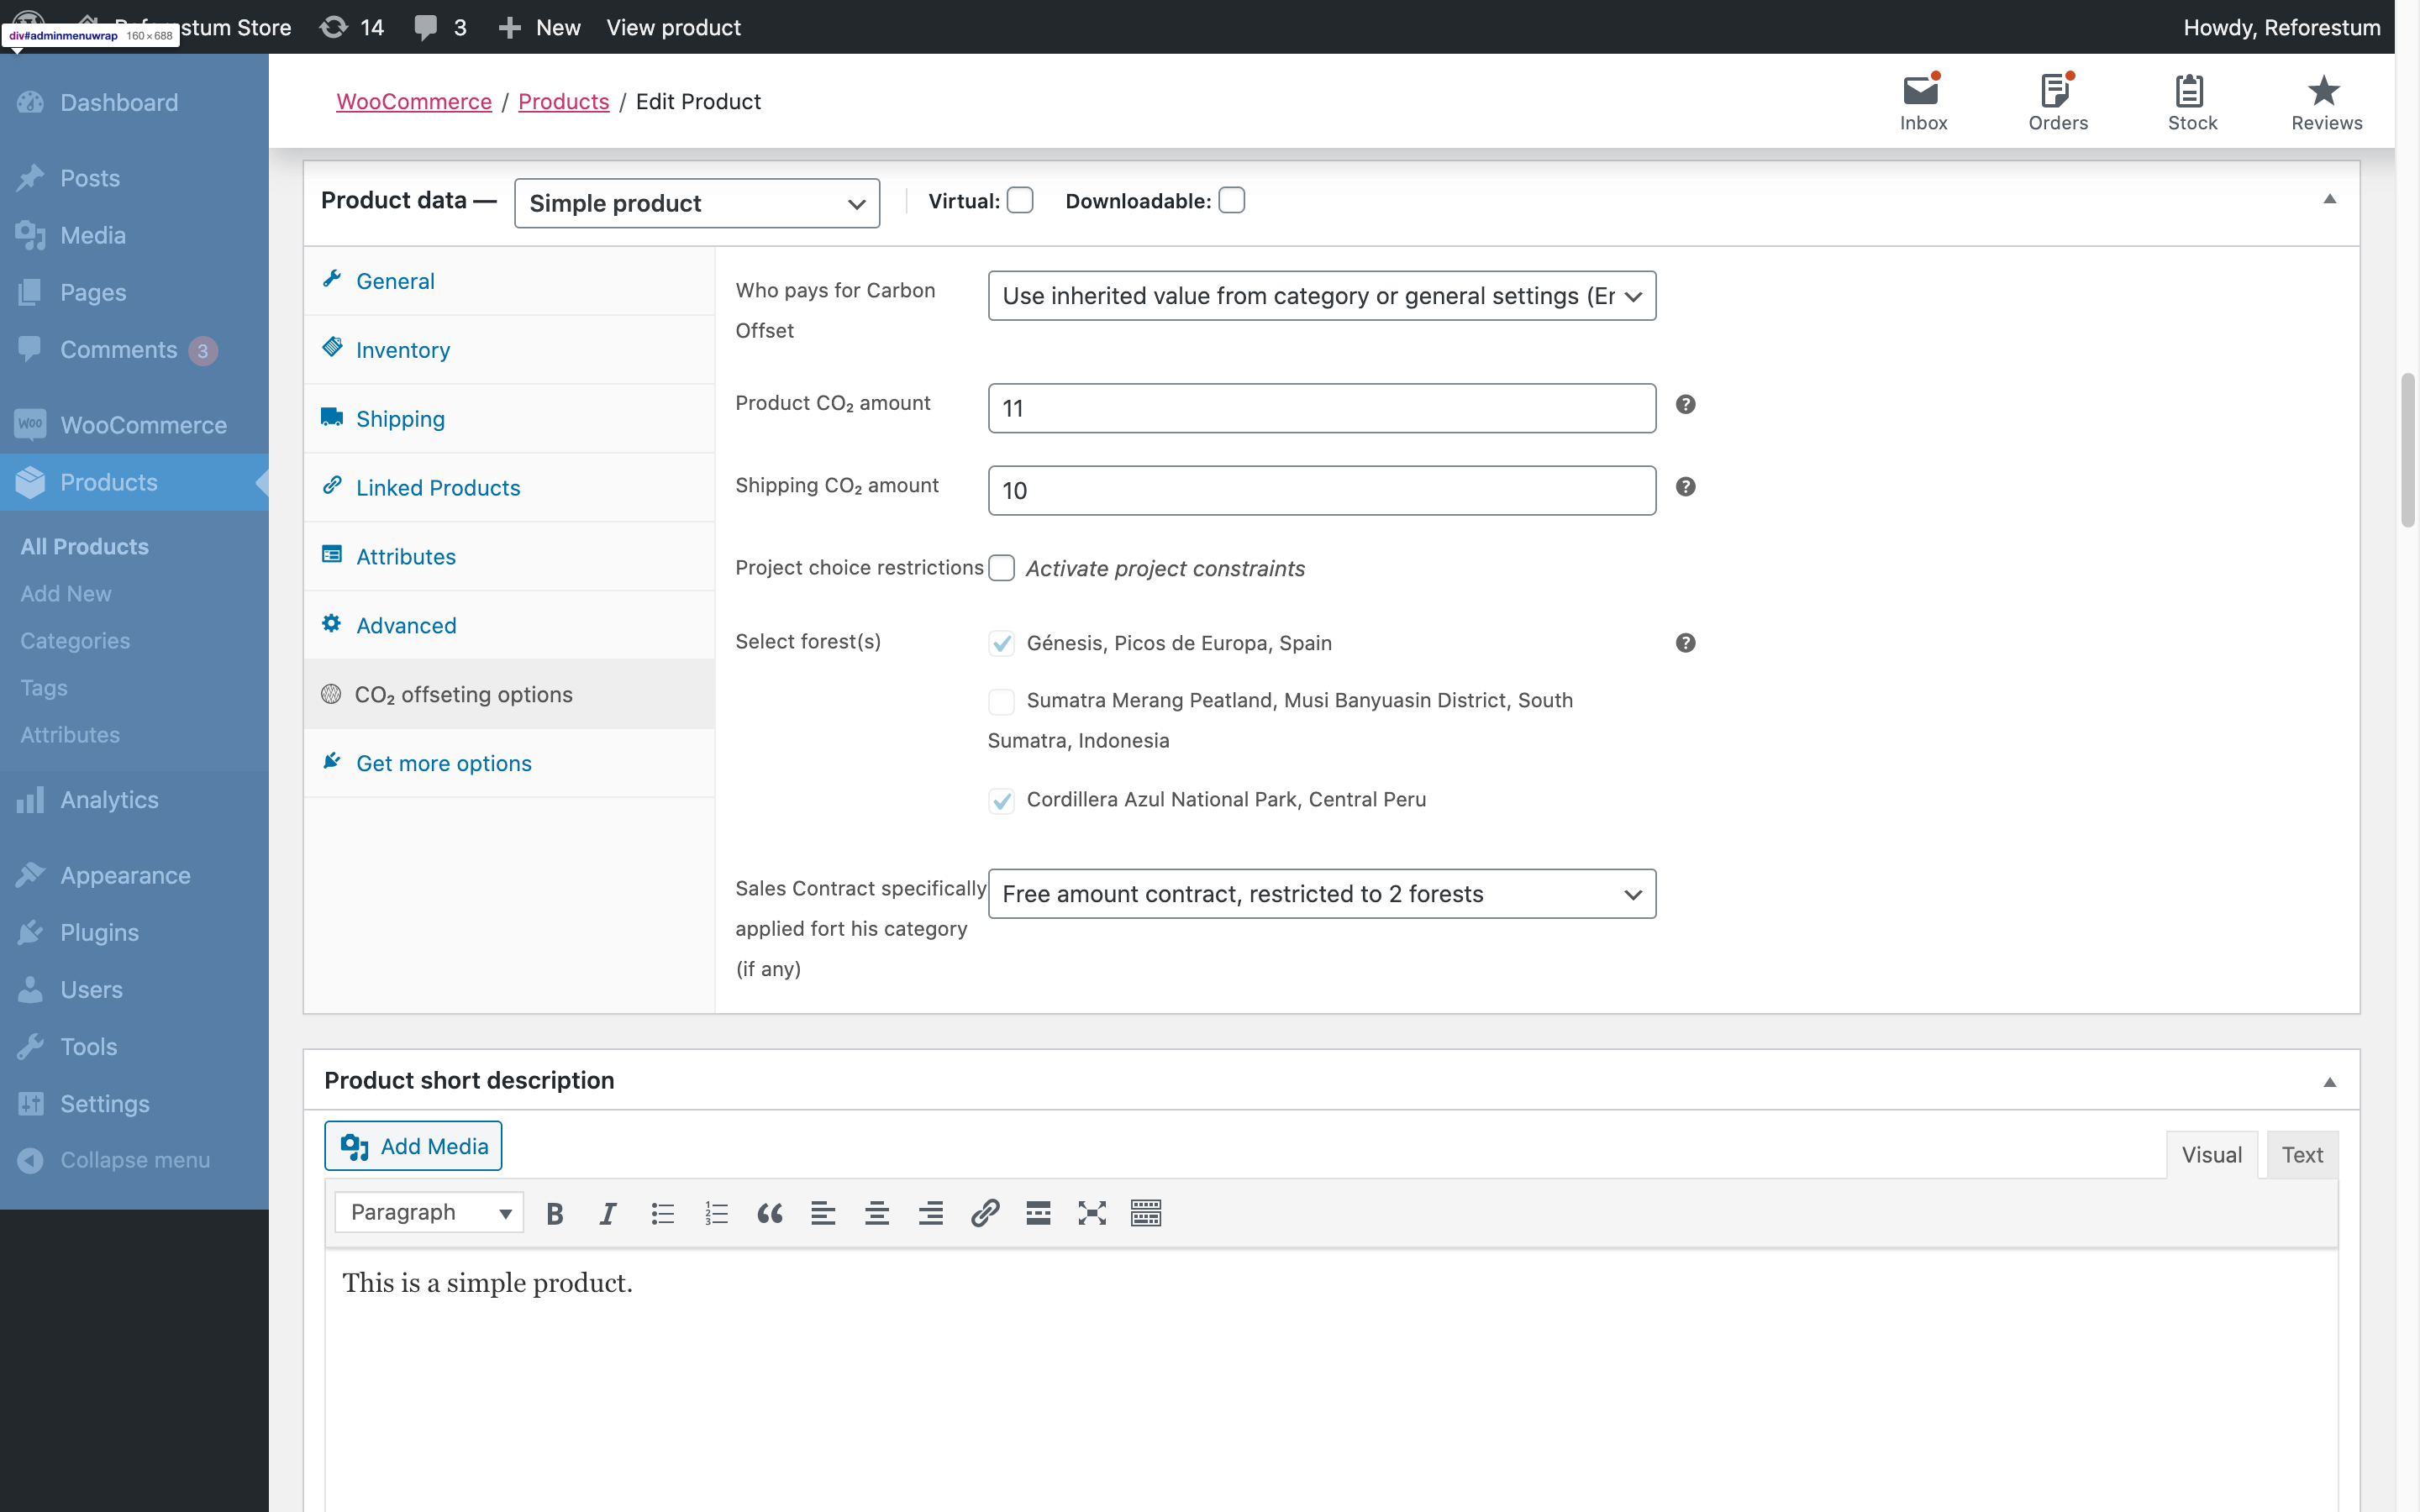 stum Store
14
3
New
View product
Howdy, Reforestum
div#adminmenuwrap 160 × 688
Dashboard
Posts
Media
Pages
Comments 3
WooCommerce
Products
All Products
Add New
Categories
Tags
Attributes
Analytics
Appearance
Plugins
Users
Tools
Settings
Collapse menu
WooCommerce / Products / Edit Product
Inbox
Orders
Stock
Reviews
Product data — Simple product Virtual: Downloadable:
General
Inventory
Shipping
Linked Products
Attributes
Advanced
CO₂ offseting options
Get more options
Who pays for Carbon
Offset
Use inherited value from category or general settings (Er
Product CO₂ amount
11
Shipping CO₂ amount
10
Project choice restrictions Activate project constraints
Select forest(s)
Génesis, Picos de Europa, Spain
Sumatra Merang Peatland, Musi Banyuasin District, South
Sumatra, Indonesia
Cordillera Azul National Park, Central Peru
Sales Contract specifically
applied fort his category
(if any)
Free amount contract, restricted to 2 forests
Product short description
Add Media
Visual Text
Paragraph
This is a simple product.